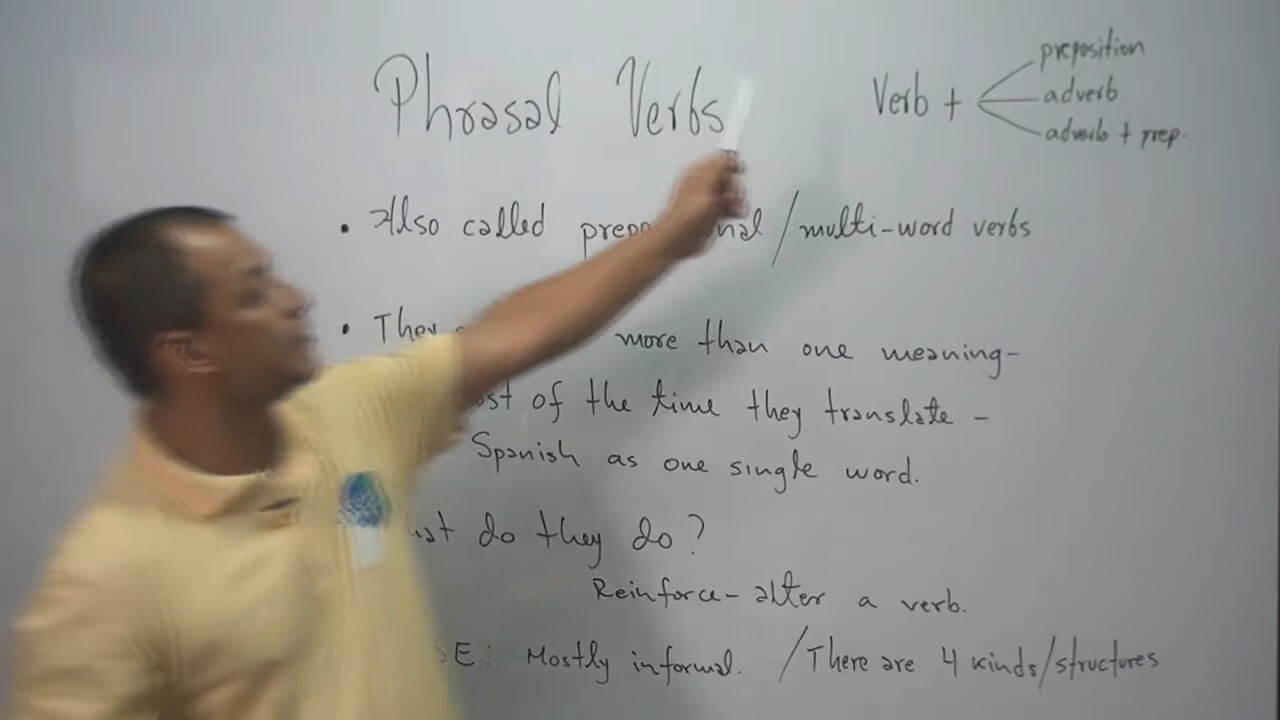 Phrasal Verbs
Verb +
preposition
adverb
adverb + prep.
• Also called / multi-word verbs
• They more than one meaning-
of the time they translate -
Spanish as one single word.
do they do?
Reinforce - alter a verb.
Mostly informal. / There are 4 kinds/structures